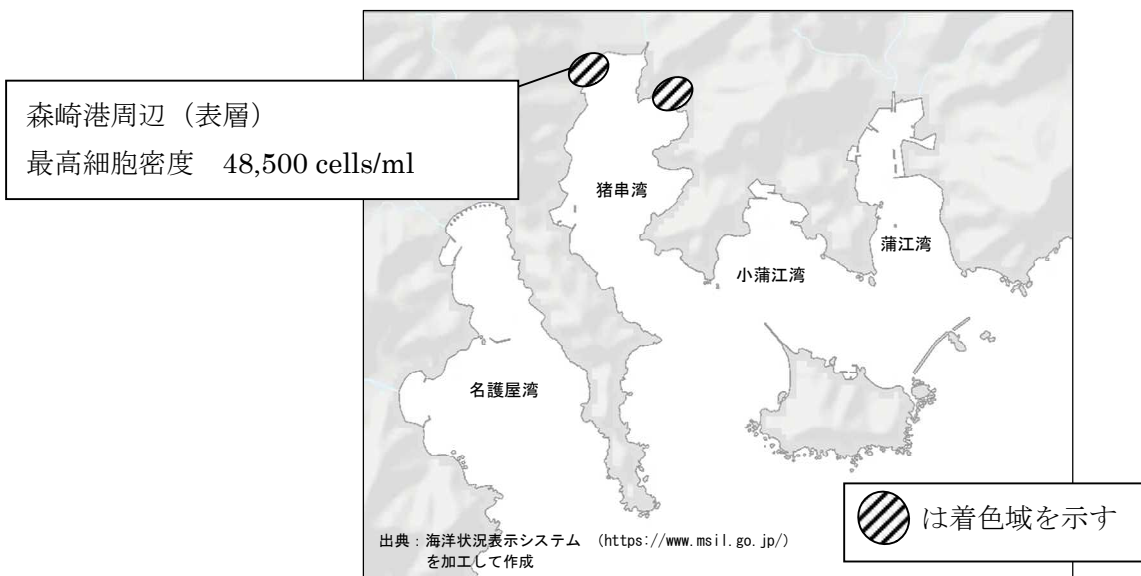 森崎港周辺（表層）
最高細胞密度　48,500 cells/ml
猪串湾
蒲江湾
小蒲江湾
名護屋湾
は着色域を示す
出典：海洋状況表示システム　（https://www.msil.go.jp/）
を加工して作成